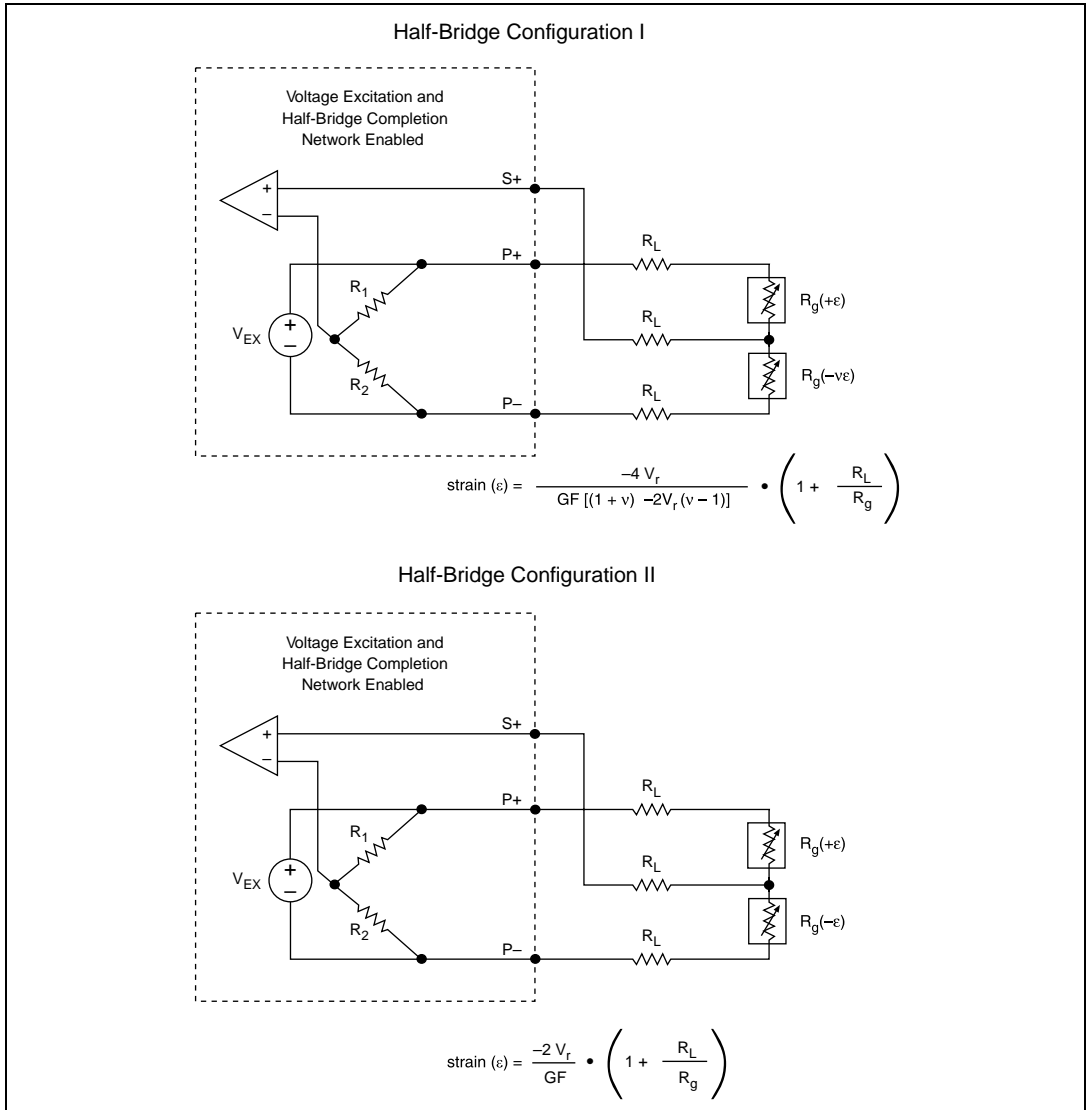 Half-Bridge Configuration I
Voltage Excitation and
Half-Bridge Completion
Network Enabled
+
–
S+
P+
R1
VEX
+
–
R2
P–
RL
RL
RL
Rg(+ε)
Rg(–νε)
strain (ε) = –4 Vr / GF [(1 + ν) –2Vr (ν – 1)] • (1 + RL / Rg)
Half-Bridge Configuration II
Voltage Excitation and
Half-Bridge Completion
Network Enabled
+
–
S+
P+
R1
VEX
+
–
R2
P–
RL
RL
RL
Rg(+ε)
Rg(–ε)
strain (ε) = –2 Vr / GF • (1 + RL / Rg)